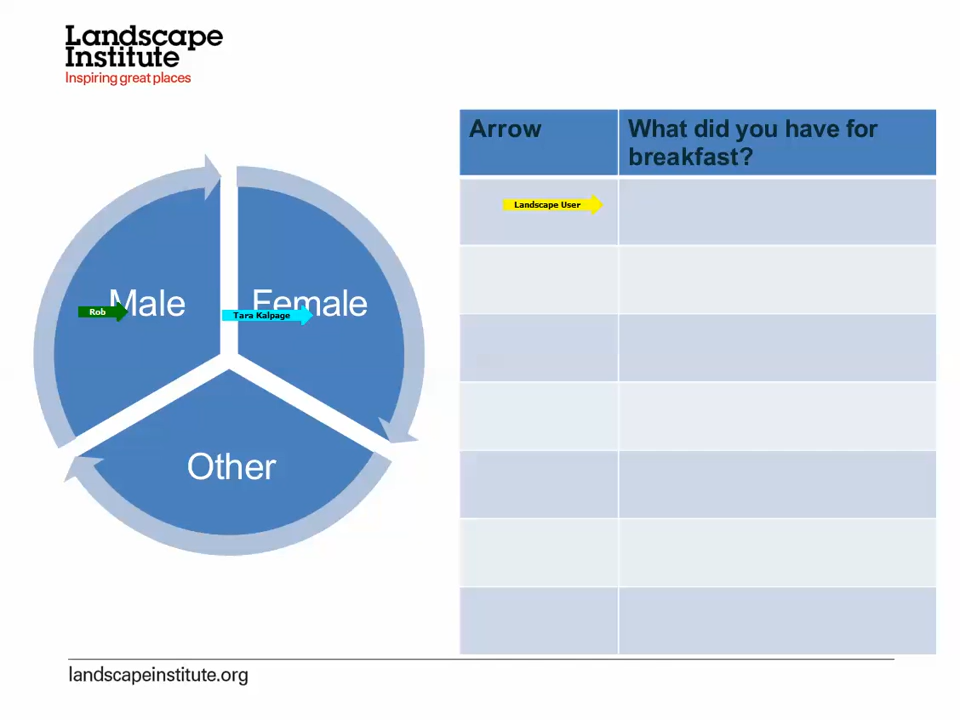 Landscape
Institute
Inspiring great places
Arrow
What did you have for
breakfast?
Landscape User
Male
Female
Rob
Tara Kalpage
Other
landscapeinstitute.org